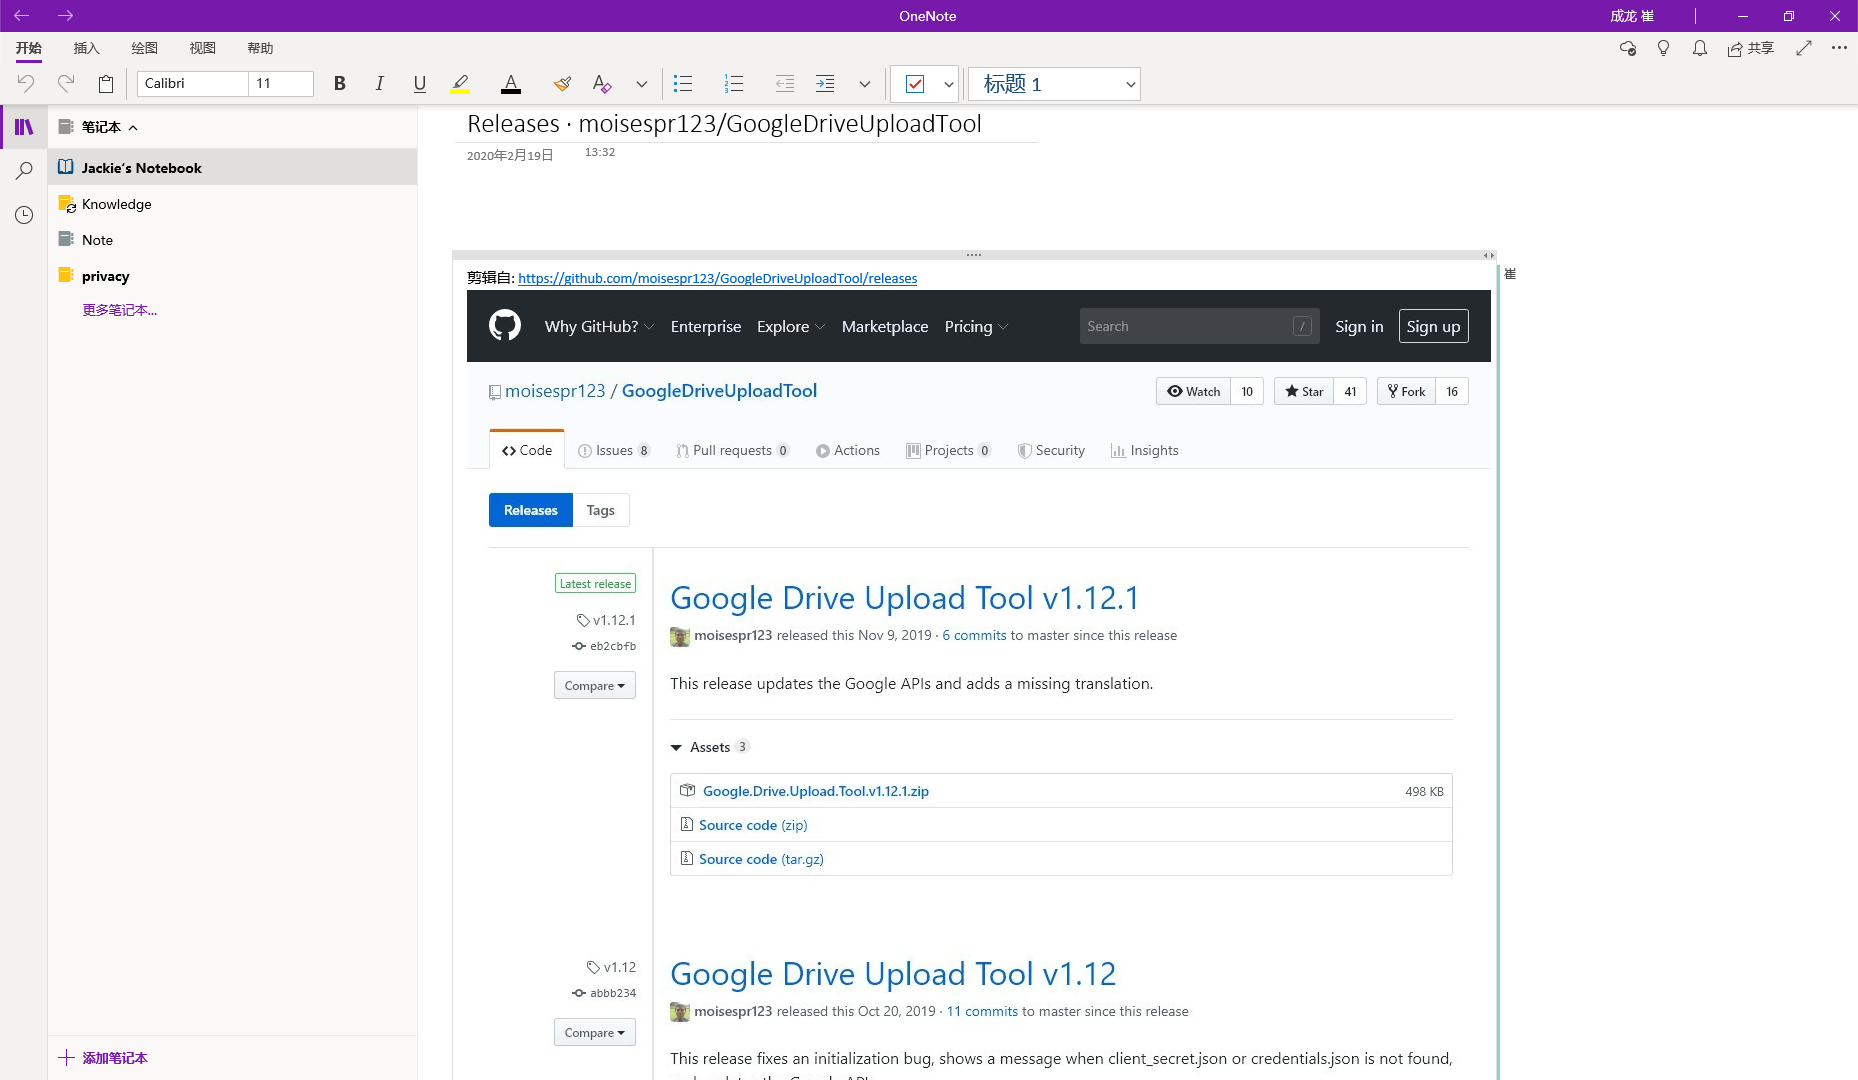 OneNote
成龙 崔
开始 插入 绘图 视图 帮助
共享
Calibri 11 B I U A A 标题 1
笔记本
Jackie's Notebook
Knowledge
Note
privacy
更多笔记本...
添加笔记本
Releases · moisespr123/GoogleDriveUploadTool
2020年2月19日 13:32
剪辑自: https://github.com/moisespr123/GoogleDriveUploadTool/releases
崔
Why GitHub? Enterprise Explore Marketplace Pricing Search / Sign in Sign up
moisespr123 / GoogleDriveUploadTool Watch 10 Star 41 Fork 16
Code Issues 8 Pull requests 0 Actions Projects 0 Security Insights
Releases Tags
Latest release
v1.12.1
eb2cbfb
Compare
Google Drive Upload Tool v1.12.1
moisespr123 released this Nov 9, 2019 · 6 commits to master since this release
This release updates the Google APIs and adds a missing translation.
Assets 3
Google.Drive.Upload.Tool.v1.12.1.zip 498 KB
Source code (zip)
Source code (tar.gz)
v1.12
abbb234
Compare
Google Drive Upload Tool v1.12
moisespr123 released this Oct 20, 2019 · 11 commits to master since this release
This release fixes an initialization bug, shows a message when client_secret.json or credentials.json is not found,